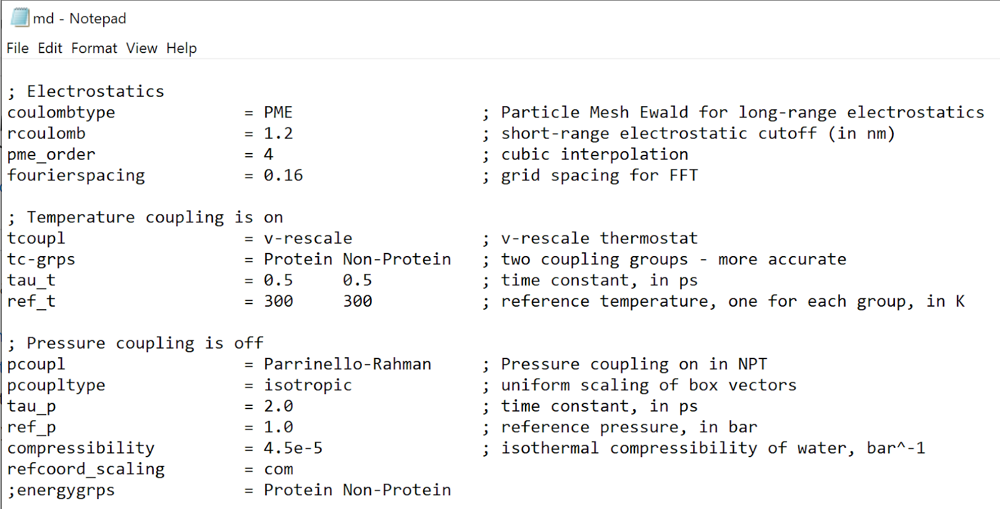 md - Notepad
File Edit Format View Help
; Electrostatics
coulombtype = PME ; Particle Mesh Ewald for long-range electrostatics
rcoulomb = 1.2 ; short-range electrostatic cutoff (in nm)
pme_order = 4 ; cubic interpolation
fourierspacing = 0.16 ; grid spacing for FFT
; Temperature coupling is on
tcoupl = v-rescale ; v-rescale thermostat
tc-grps = Protein Non-Protein ; two coupling groups - more accurate
tau_t = 0.5 0.5 ; time constant, in ps
ref_t = 300 300 ; reference temperature, one for each group, in K
; Pressure coupling is off
pcoupl = Parrinello-Rahman ; Pressure coupling on in NPT
pcoupltype = isotropic ; uniform scaling of box vectors
tau_p = 2.0 ; time constant, in ps
ref_p = 1.0 ; reference pressure, in bar
compressibility = 4.5e-5 ; isothermal compressibility of water, bar^-1
refcoord_scaling = com
;energygrps = Protein Non-Protein